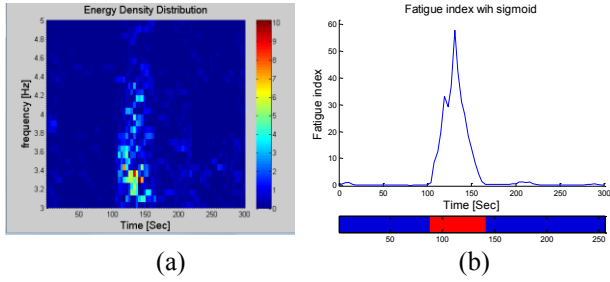 Energy Density Distribution
frequency [Hz]
5
4.8
4.6
4.4
4.2
4
3.8
3.6
3.4
3.2
3
0 50 100 150 200 250 300
Time [Sec]
10
9
8
7
6
5
4
3
2
1
0
(a)
Fatigue index wih sigmoid
Fatigue index
60
50
40
30
20
10
0
0 50 100 150 200 250 300
Time [Sec]
50 100 150 200 250
(b)